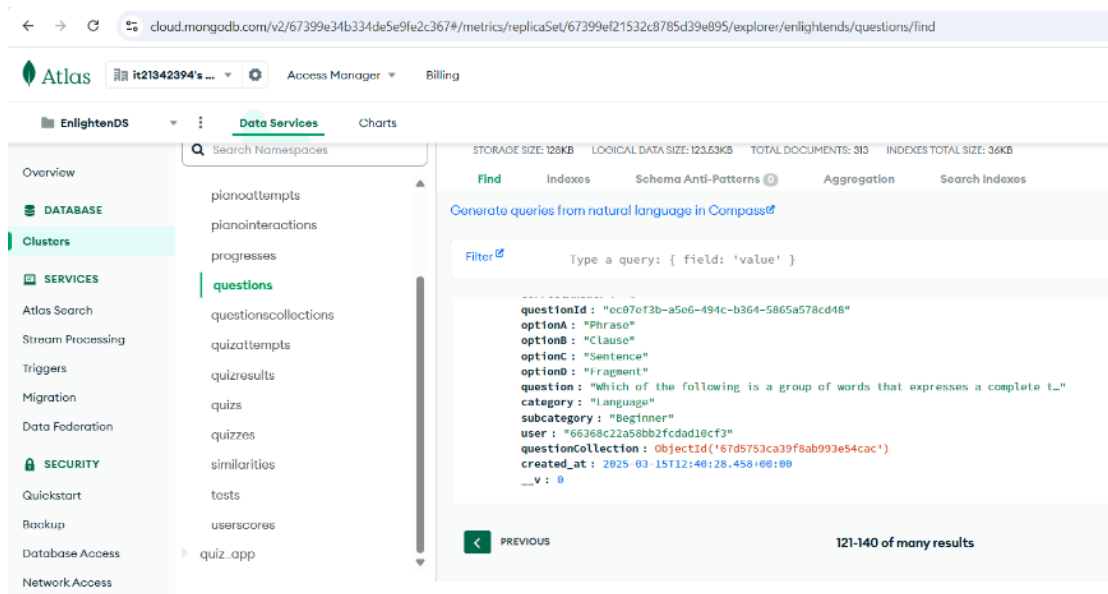 cloud.mongodb.com/v2/67399e34b334de5e9fe2c367#/metrics/replicaSet/67399ef21532c8785d39e895/explorer/enlightends/questions/find
Atlas
it21342394's ...
Access Manager
Billing
EnlightenDS
Data Services
Charts
Search Namespaces
STORAGE SIZE: 128KB LOGICAL DATA SIZE: 123.53KB TOTAL DOCUMENTS: 313 INDEXES TOTAL SIZE: 36KB
Overview
DATABASE
Clusters
SERVICES
Atlas Search
Stream Processing
Triggers
Migration
Data Federation
SECURITY
Quickstart
Backup
Database Access
Network Access
pianoattempts
pianointeractions
progresses
questions
questionscollections
quizattempts
quizresults
quizs
quizzes
similarities
tests
userscores
quiz_app
Find Indexes Schema Anti-Patterns 0 Aggregation Search Indexes
Generate queries from natural language in Compass
Filter
Type a query: { field: 'value' }
questionId : "ec07ef3b-a5e6-494c-b364-5865a578cd48"
optionA : "Phrase"
optionB : "Clause"
optionC : "Sentence"
optionD : "Fragment"
question : "Which of the following is a group of words that expresses a complete t…"
category : "Language"
subcategory : "Beginner"
user : "66368c22a58bb2fcdad10cf3"
questionCollection : ObjectId('67d5753ca39f8ab993e54cac')
created_at : 2025-03-15T12:40:28.458+00:00
__v : 0
PREVIOUS
121-140 of many results